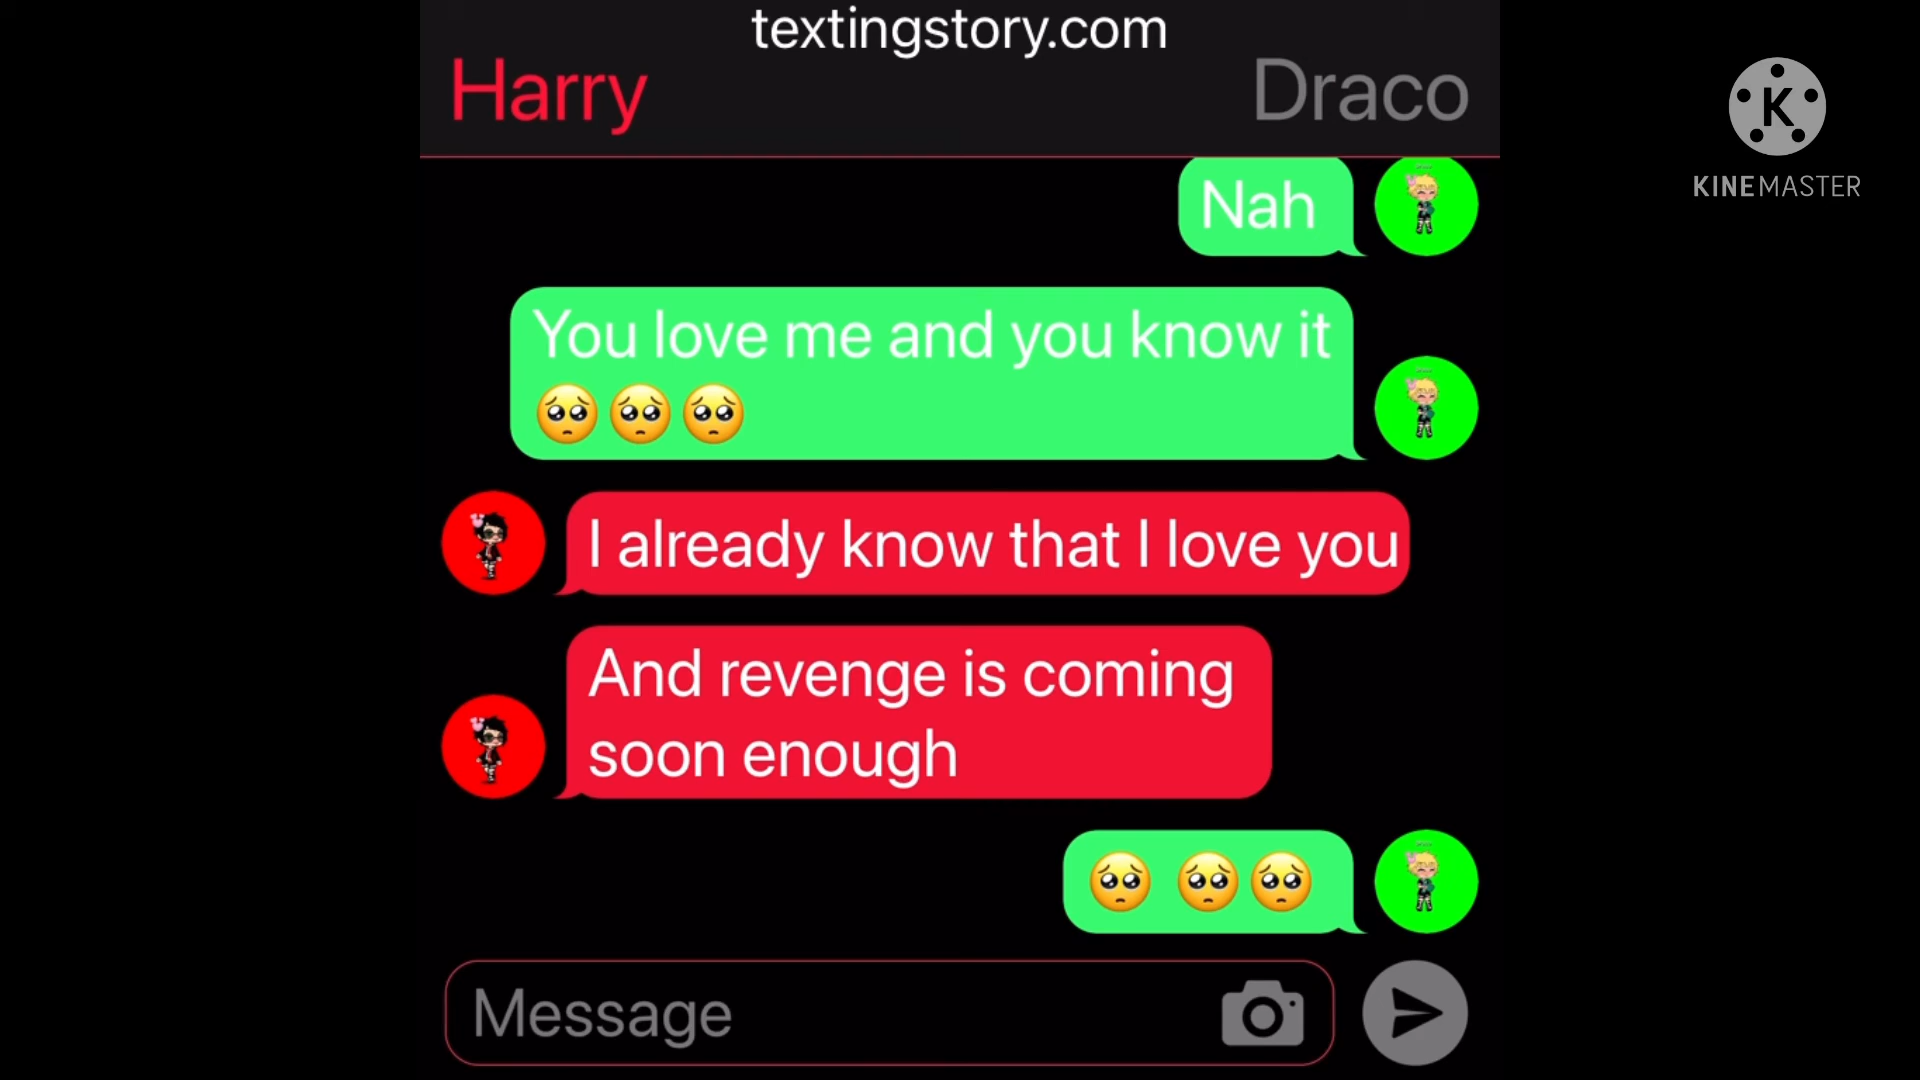 textingstory.com
Harry
Draco
K
KINEMASTER
Nah
You love me and you know it
🥺🥺🥺
I already know that I love you
And revenge is coming
soon enough
🥺 🥺🥺
Message